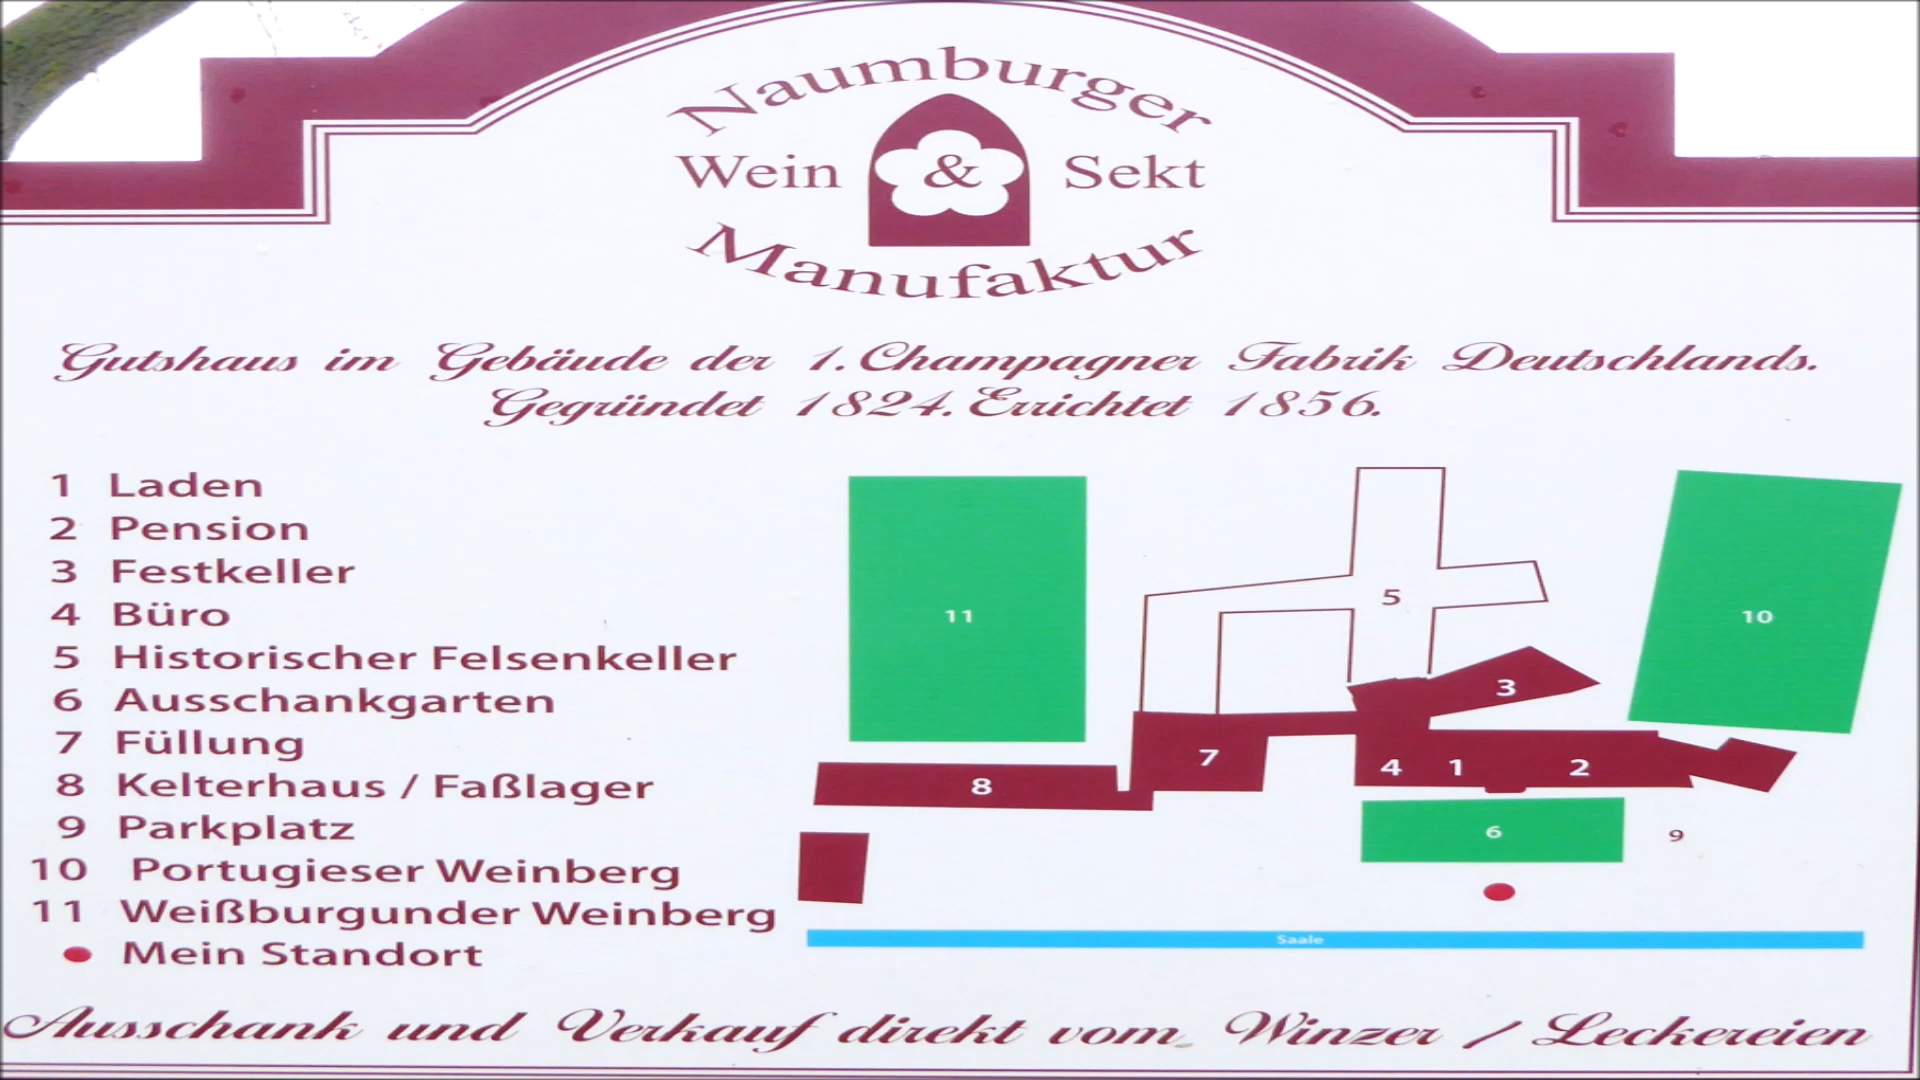 Naumburger
Wein & Sekt
Manufaktur
Gutshaus im Gebäude der 1. Champagner Fabrik Deutschlands.
Gegründet 1824. Errichtet 1856.
1 Laden
2 Pension
3 Festkeller
4 Büro
5 Historischer Felsenkeller
6 Ausschankgarten
7 Füllung
8 Kelterhaus / Faßlager
9 Parkplatz
10 Portugieser Weinberg
11 Weißburgunder Weinberg
Mein Standort
11
5
10
3
7
4 1 2
8
6
9
Saale
Ausschank und Verkauf direkt vom Winzer / Leckereien